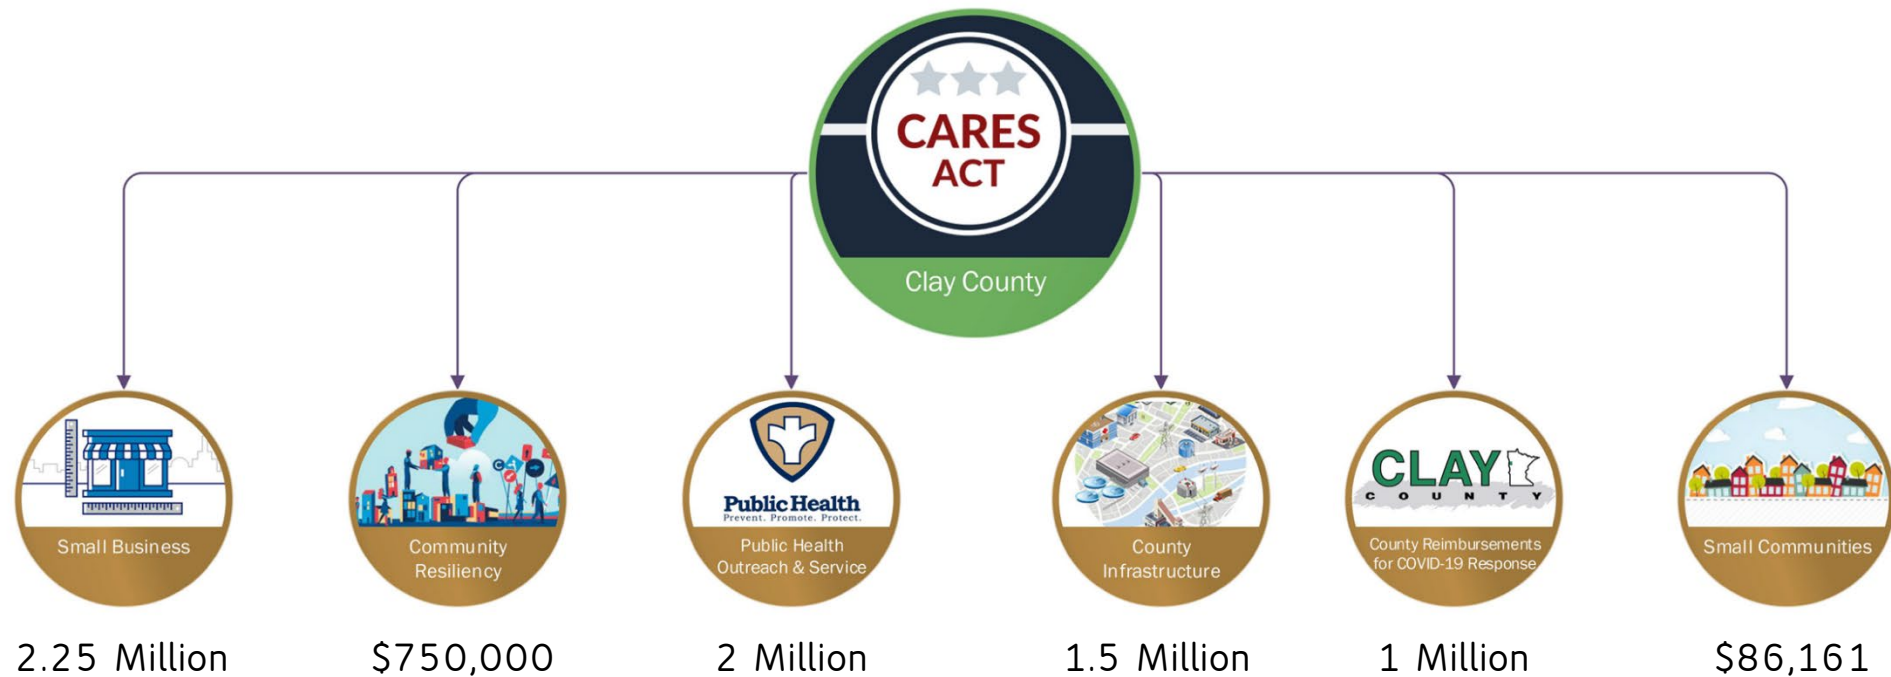 CARES
ACT
Clay County
Public Health
Prevent. Promote. Protect.
CLAY
COUNTY
Small Business
Community
Resiliency
Public Health
Outreach & Service
County
Infrastructure
County Reimbursements
for COVID-19 Response
Small Communities
2.25 Million
$750,000
2 Million
1.5 Million
1 Million
$86,161